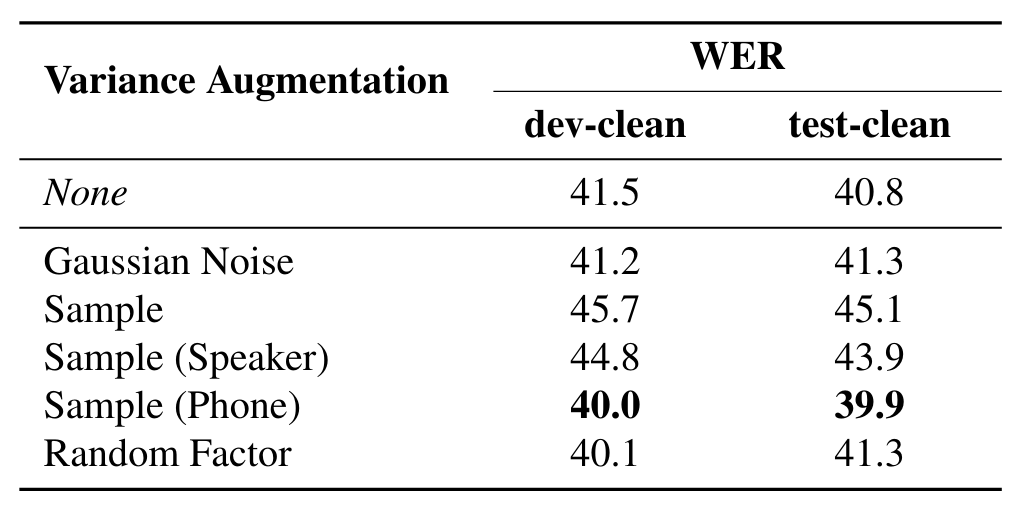 Variance Augmentation WER
dev-clean test-clean
None 41.5 40.8
Gaussian Noise 41.2 41.3
Sample 45.7 45.1
Sample (Speaker) 44.8 43.9
Sample (Phone) 40.0 39.9
Random Factor 40.1 41.3